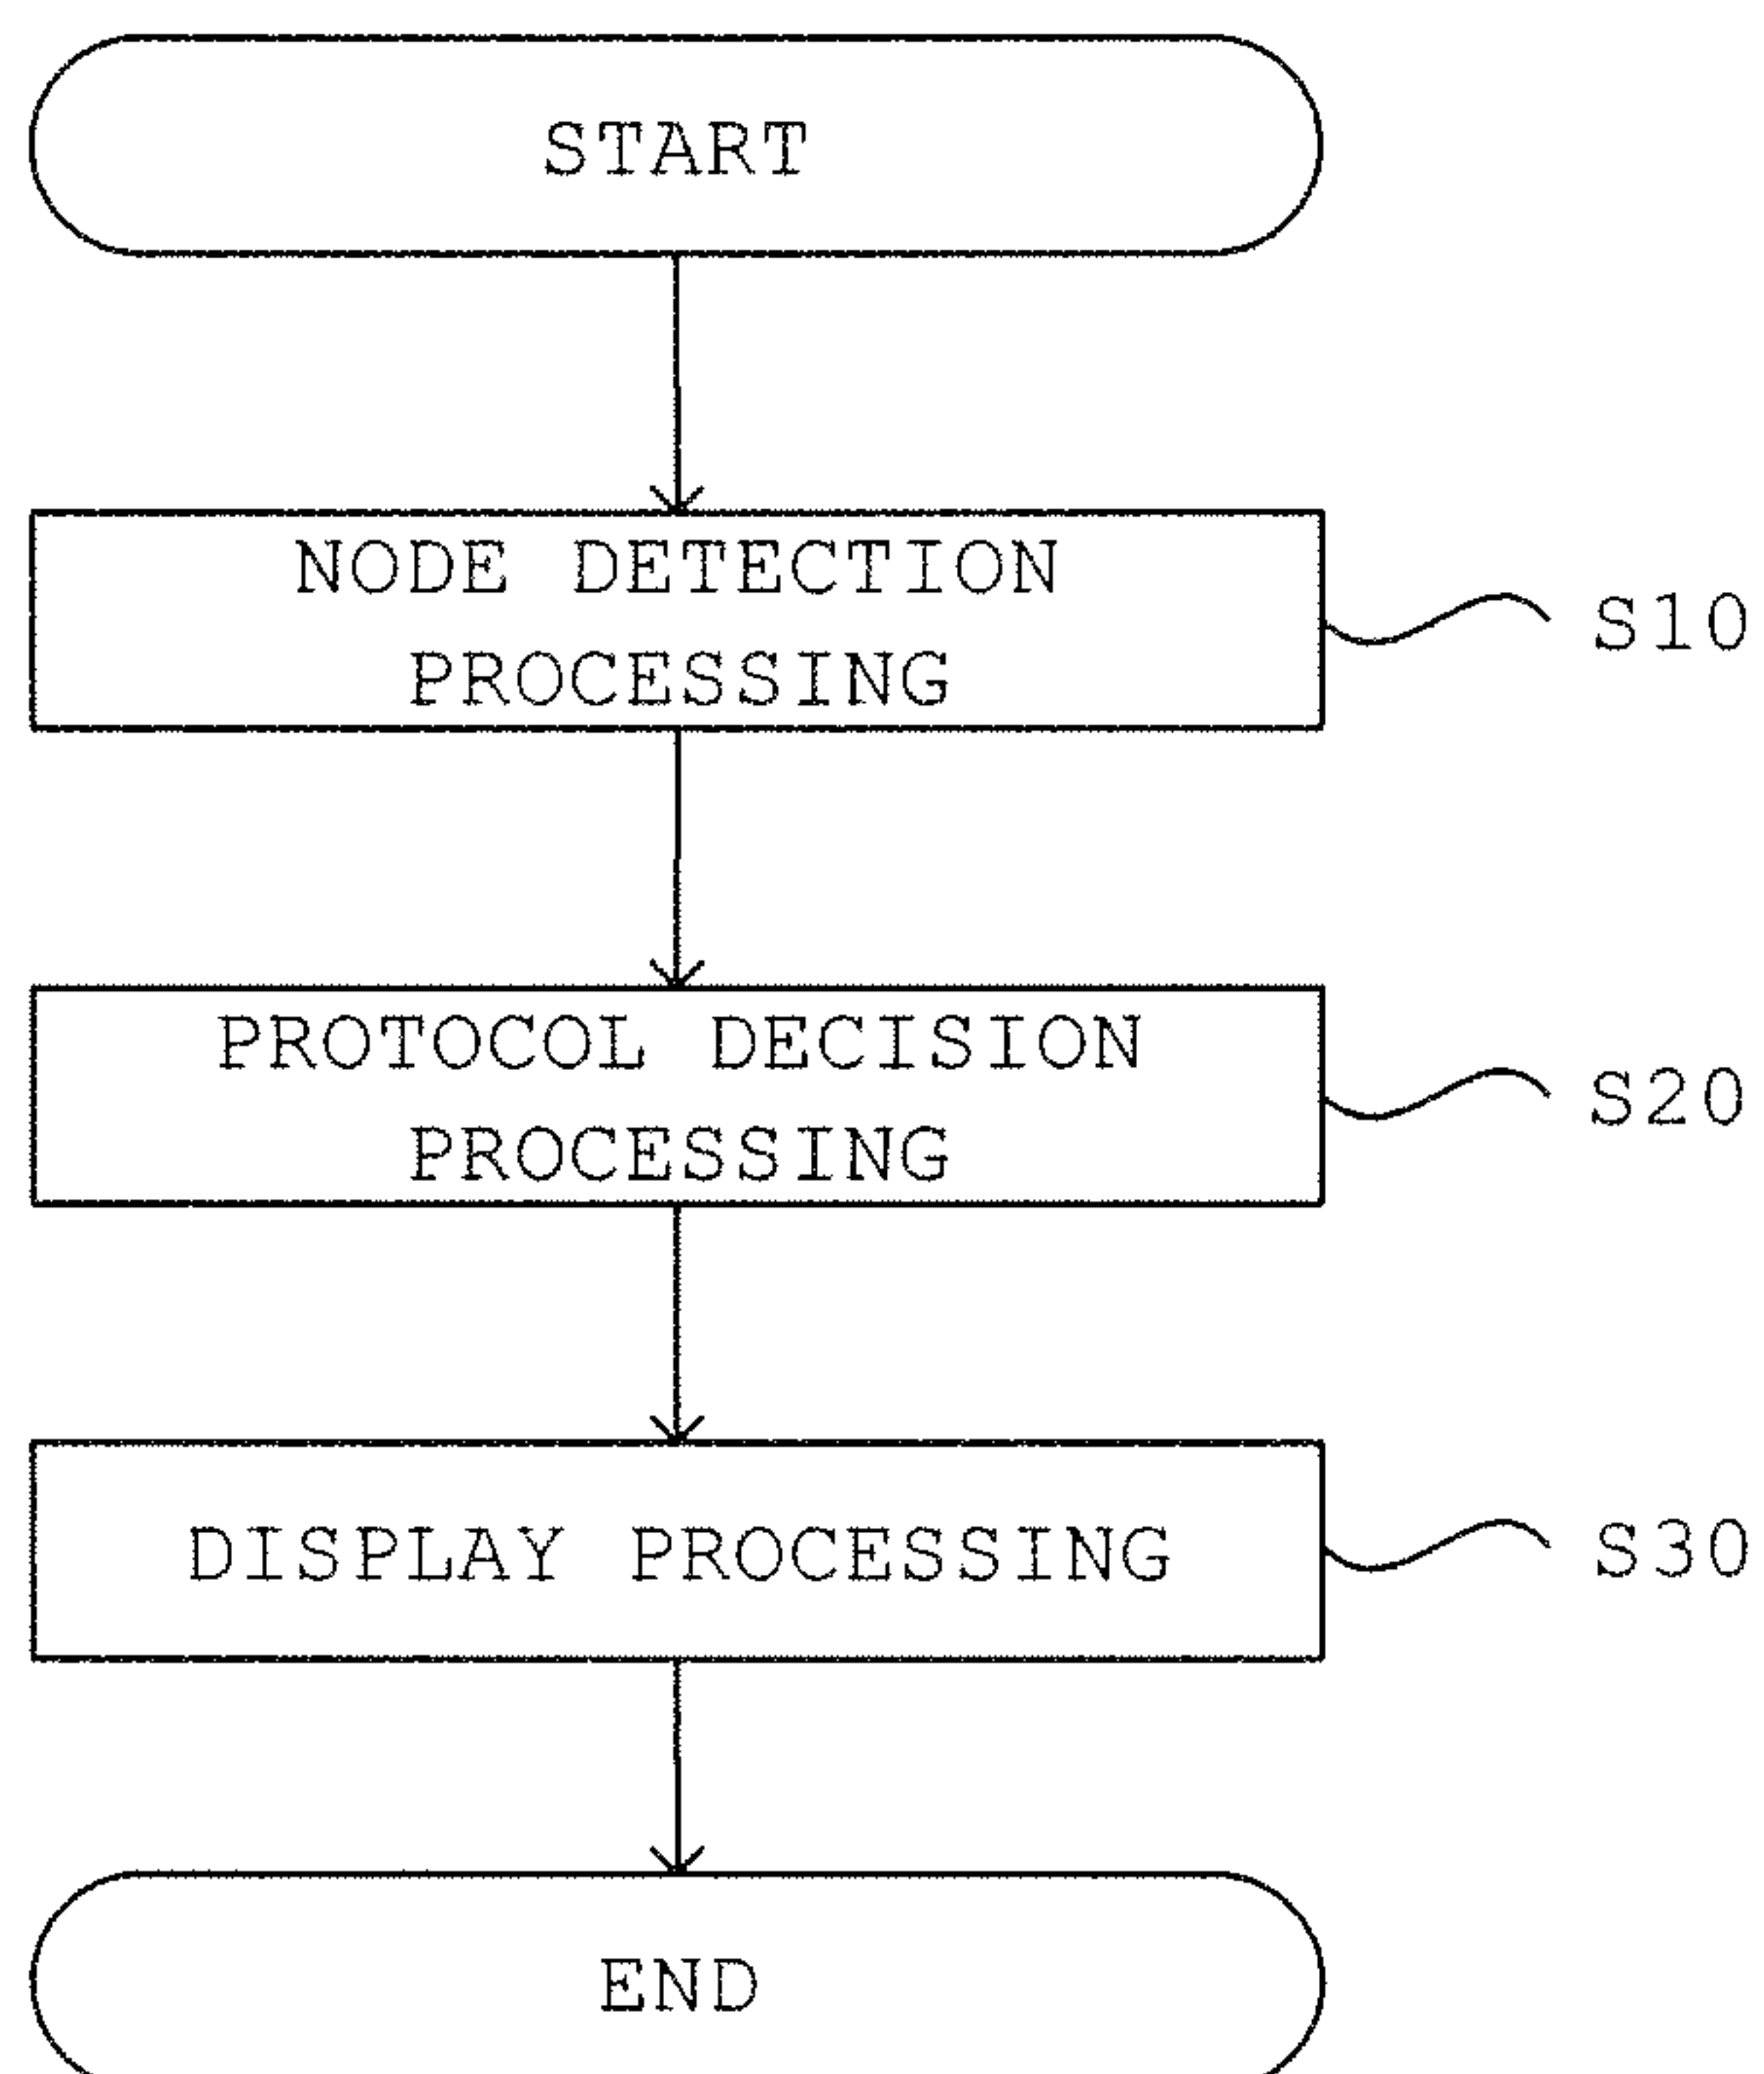 START
NODE DETECTION
PROCESSING
S10
PROTOCOL DECISION
PROCESSING
S20
DISPLAY PROCESSING
S30
END